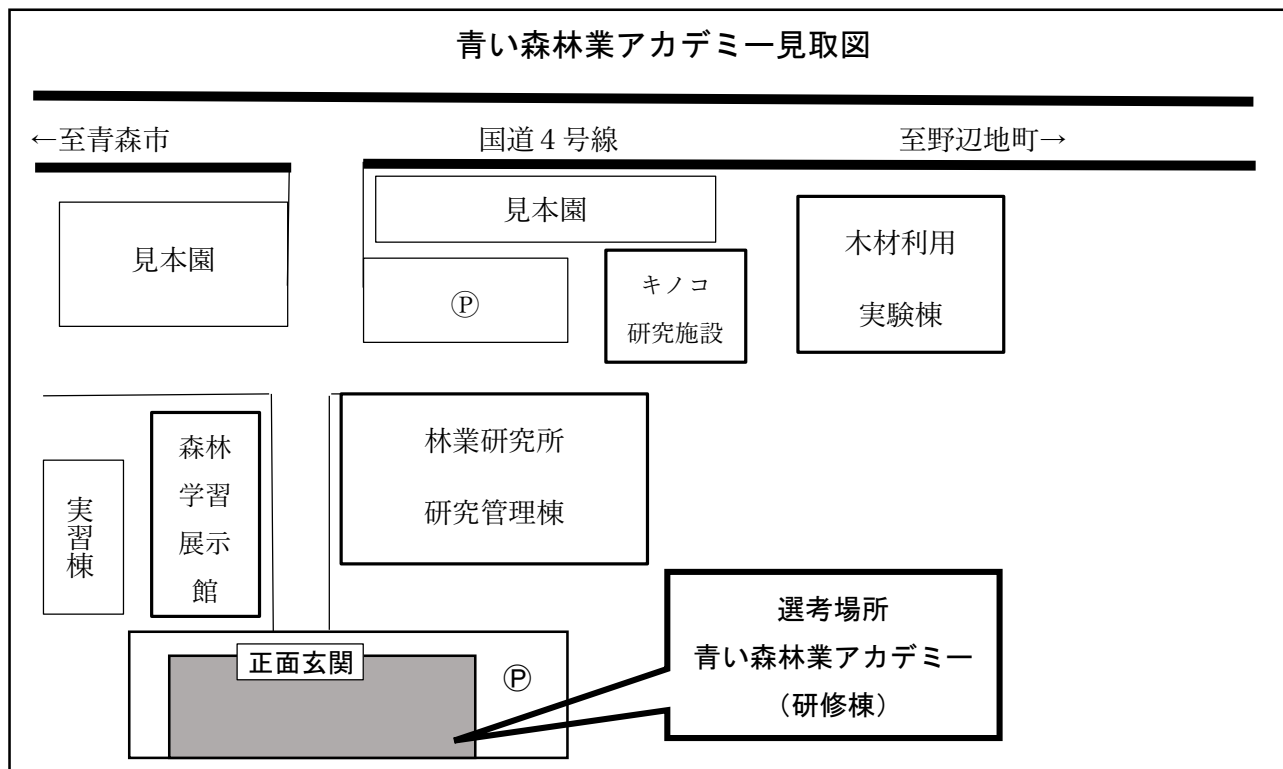 青い森林業アカデミー見取図
←至青森市
国道４号線
至野辺地町→
見本園
見本園
Ⓟ
キノコ
研究施設
木材利用
実験棟
実習棟
森林
学習
展示
館
林業研究所
研究管理棟
正面玄関
Ⓟ
選考場所
青い森林業アカデミー
（研修棟）